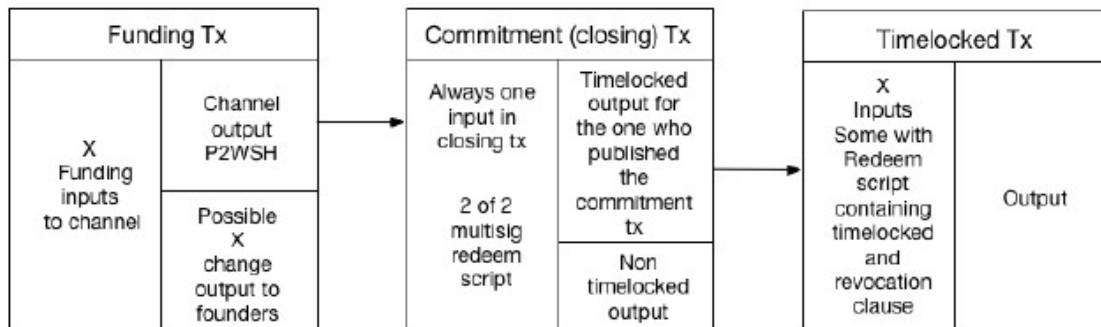 Funding Tx
X
Funding
inputs
to channel
Channel
output
P2WSH
Possible
X
change
output to
founders
Commitment (closing) Tx
Always one
input in
closing tx
2 of 2
multisig
redeem
script
Timelocked
output for
the one who
published
the
commitment
tx
Non
timelocked
output
Timelocked Tx
X
Inputs
Some with
Redeem
script
containing
timelocked
and
revocation
clause
Output